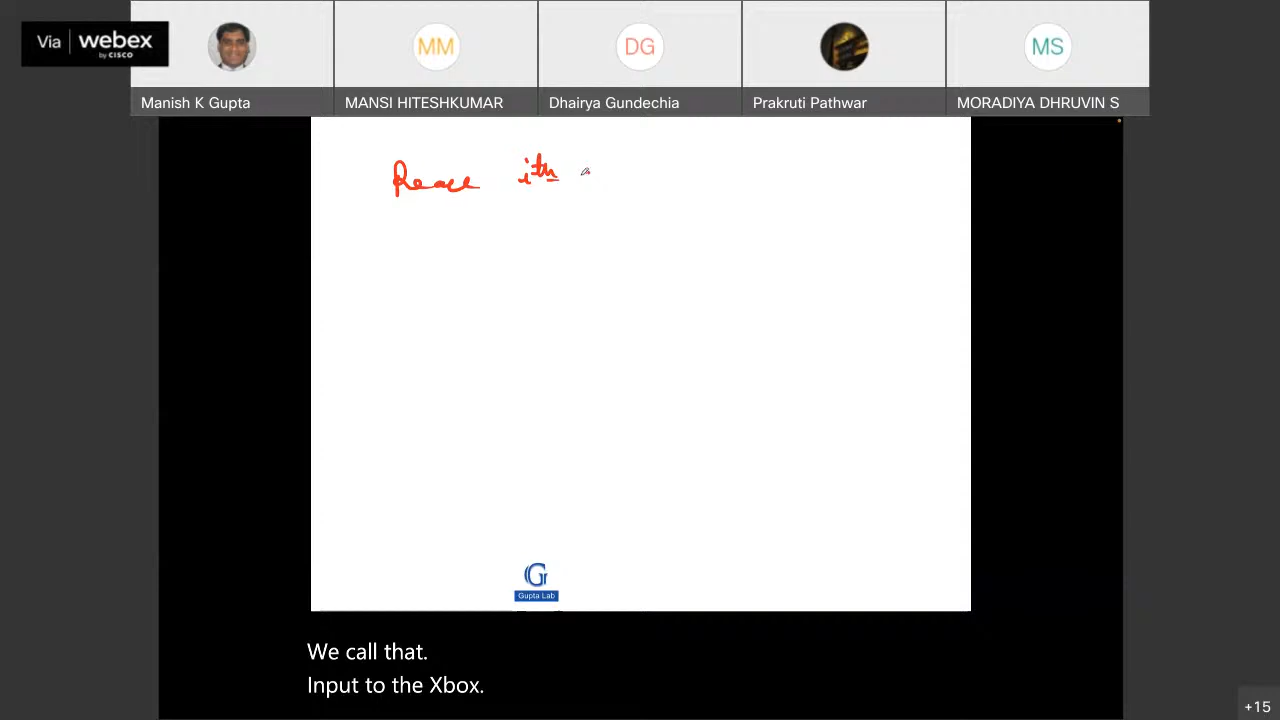 Via webex
by CISCO
Manish K Gupta
MM
MANSI HITESHKUMAR
DG
Dhairya Gundechia
Prakruti Pathwar
MS
MORADIYA DHRUVIN S
ith
G
Gupta Lab
We call that.
Input to the Xbox.
+15